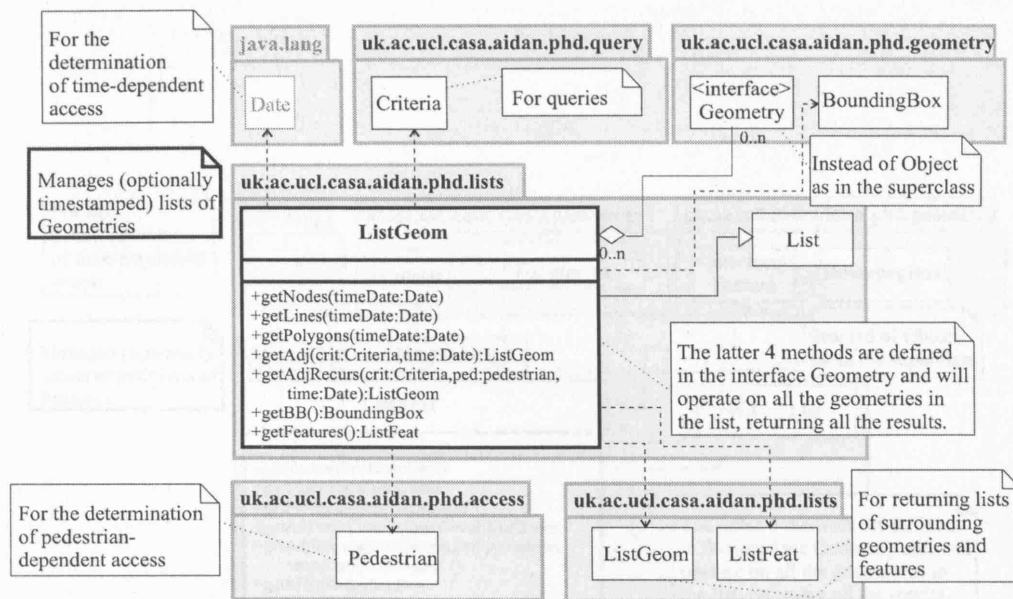 For the
determination
of time-dependent
access
java.lang
Date
uk.ac.ucl.casa.aidan.phd.query
Criteria
For queries
uk.ac.ucl.casa.aidan.phd.geometry
<interface>
Geometry
BoundingBox
0..n
Instead of Object
as in the superclass
Manages (optionally
timestamped) lists of
Geometries
uk.ac.ucl.casa.aidan.phd.lists
ListGeom
0..n
List
+getNodes(timeDate:Date)
+getLines(timeDate:Date)
+getPolygons(timeDate:Date)
+getAdj(crit:Criteria,time:Date):ListGeom
+getAdjRecurs(crit:Criteria,ped:pedestrian,
time:Date):ListGeom
+getBB():BoundingBox
+getFeatures():ListFeat
The latter 4 methods are defined
in the interface Geometry and will
operate on all the geometries in
the list, returning all the results.
For the determination
of pedestrian-
dependent access
uk.ac.ucl.casa.aidan.phd.access
Pedestrian
uk.ac.ucl.casa.aidan.phd.lists
ListGeom
ListFeat
For returning lists
of surrounding
geometries and
features